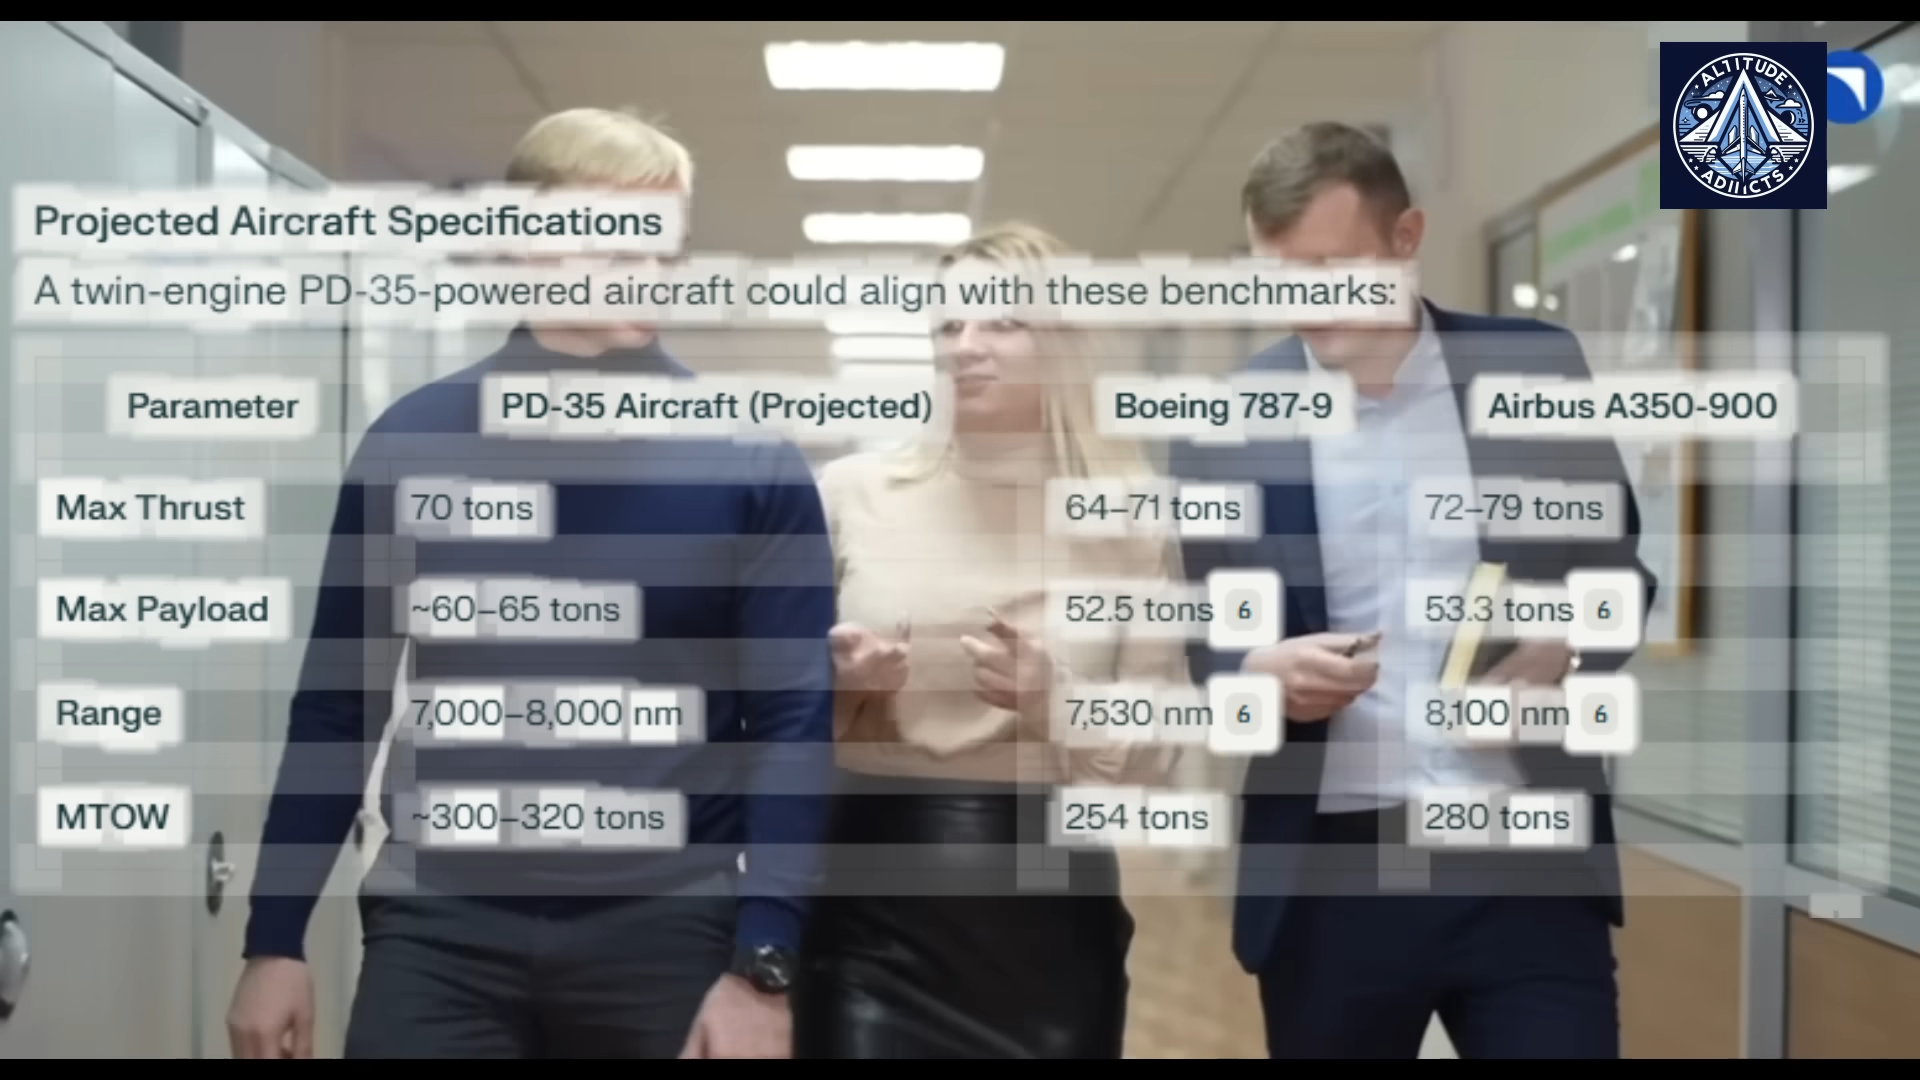 ALTITUDE
ADIIICTS
Projected Aircraft Specifications
A twin-engine PD-35-powered aircraft could align with these benchmarks:
Parameter PD-35 Aircraft (Projected) Boeing 787-9 Airbus A350-900
Max Thrust 70 tons 64–71 tons 72–79 tons
Max Payload ~60–65 tons 52.5 tons 6 53.3 tons 6
Range 7,000–8,000 nm 7,530 nm 6 8,100 nm 6
MTOW ~300–320 tons 254 tons 280 tons